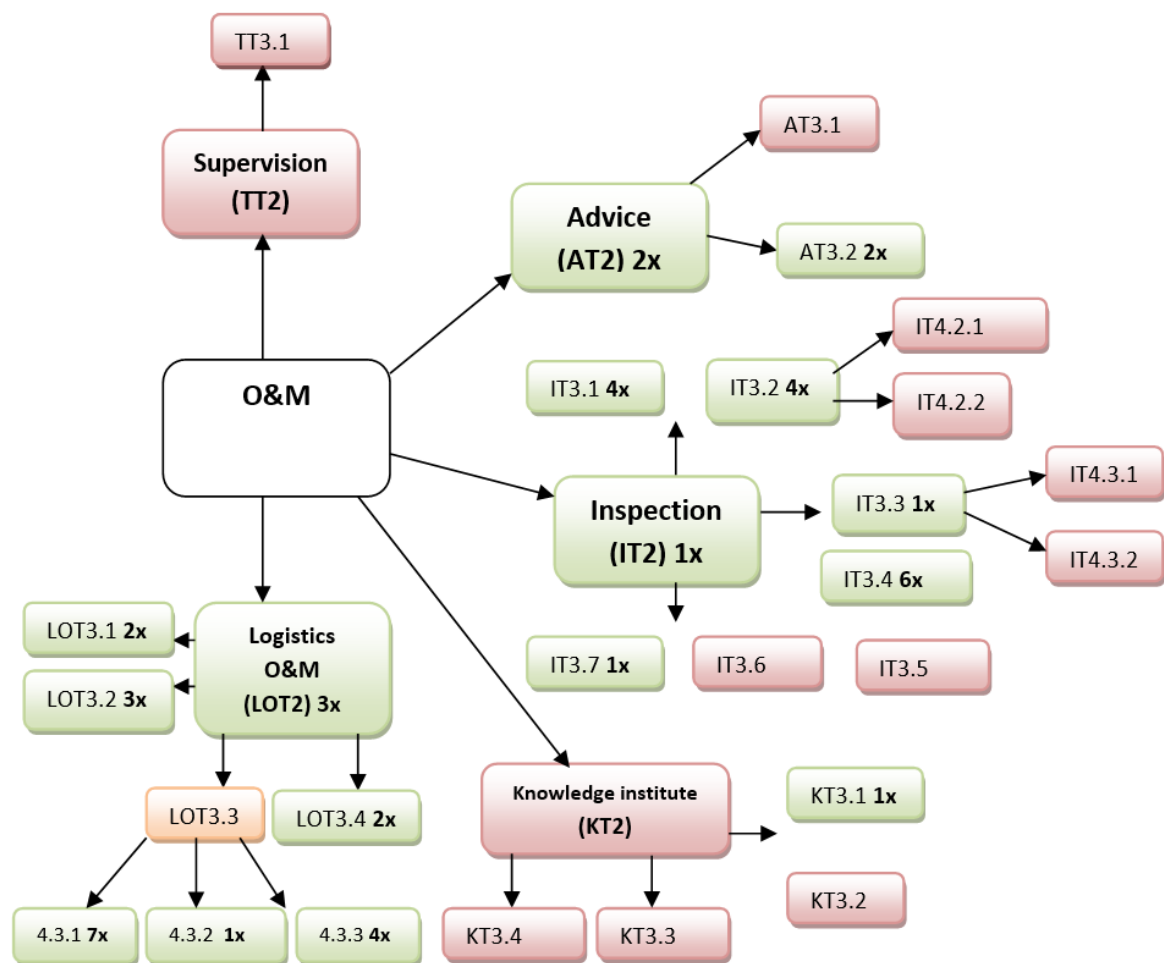 TT3.1
Supervision
(TT2)
AT3.1
Advice
(AT2) 2x
AT3.2 2x
IT4.2.1
O&M
IT3.1 4x
IT3.2 4x
IT4.2.2
Inspection
(IT2) 1x
IT3.3 1x
IT4.3.1
IT4.3.2
IT3.4 6x
LOT3.1 2x
LOT3.2 3x
Logistics
O&M
(LOT2) 3x
IT3.7 1x
IT3.6
IT3.5
LOT3.3
LOT3.4 2x
Knowledge institute
(KT2)
KT3.1 1x
KT3.2
4.3.1 7x
4.3.2 1x
4.3.3 4x
KT3.4
KT3.3